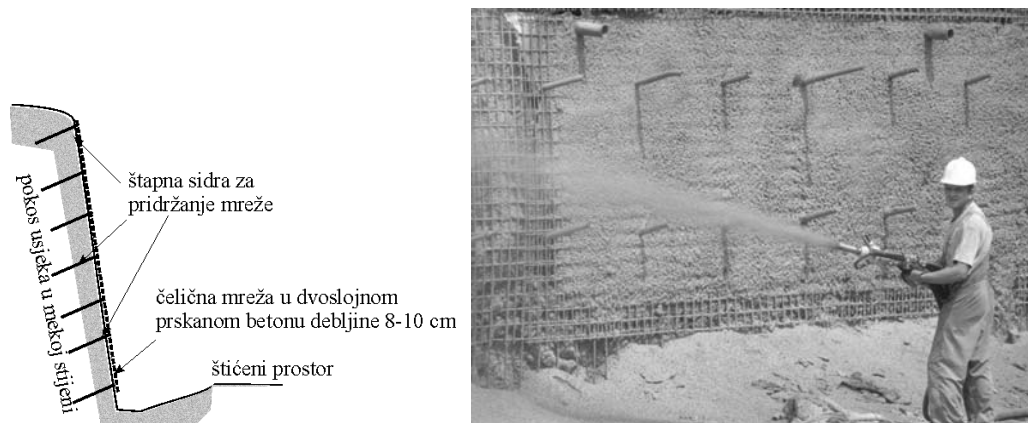 štapna sidra za
pridržanje mreže
pokos usjeka u mekoj stijeni
čelična mreža u dvoslojnom
prskanom betonu debljine 8-10 cm
štićeni prostor